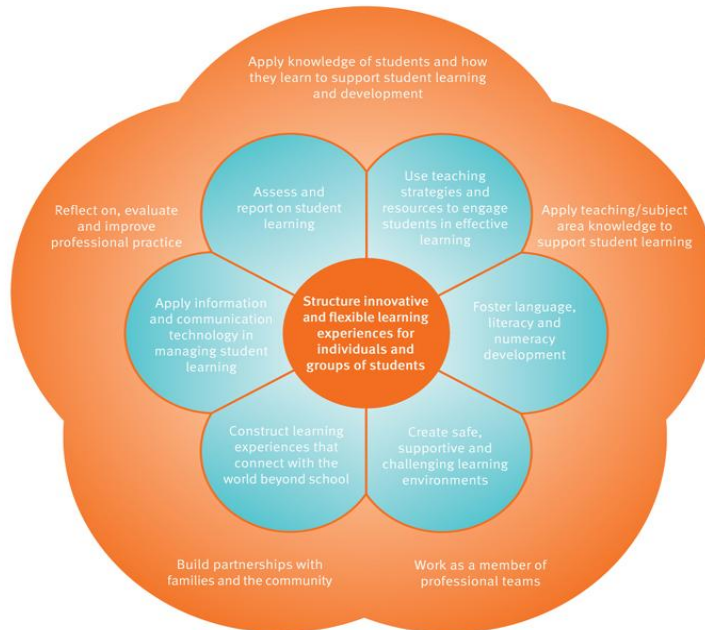 Apply knowledge of students and how
they learn to support student learning
and development
Assess and
report on student
learning
Use teaching
strategies and
resources to engage
students in effective
learning
Reflect on, evaluate
and improve
professional practice
Apply teaching/subject
area knowledge to
support student learning
Apply information
and communication
technology in
managing student
learning
Structure innovative
and flexible learning
experiences for
individuals and
groups of students
Foster language,
literacy and
numeracy
development
Construct learning
experiences that
connect with the
world beyond school
Create safe,
supportive and
challenging learning
environments
Build partnerships with
families and the community
Work as a member of
professional teams